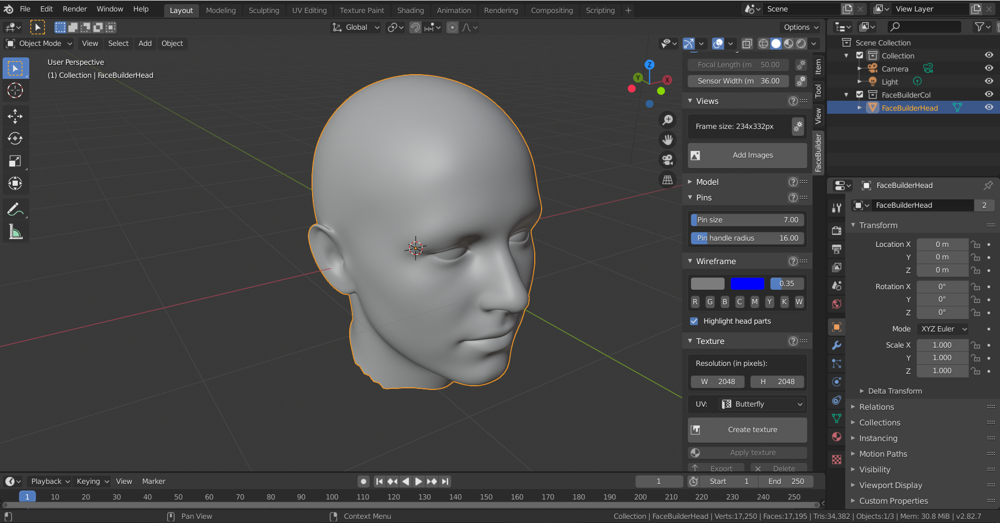 File Edit Render Window Help Layout Modeling Sculpting UV Editing Texture Paint Shading Animation Rendering Compositing Scripting + Scene View Layer
Global Options
Object Mode View Select Add Object
User Perspective
(1) Collection | FaceBuilderHead
Z
Y
X
Focal Length (m 50.00
Sensor Width (m 36.00
Views
Frame size: 234x332px
Add Images
Model
Pins
Pin size 7.00
Pin handle radius 16.00
Wireframe
0.35
R G B C M Y K W
Highlight head parts
Texture
Resolution (in pixels):
W 2048 H 2048
UV: Butterfly
Create texture
Apply texture
Export Delete
Item
Tool
View
FaceBuilder
Scene Collection
Collection
Camera
Light
FaceBuilderCol
FaceBuilderHead
FaceBuilderHead
FaceBuilderHead 2
Transform
Location X 0 m
Y 0 m
Z 0 m
Rotation X 0°
Y 0°
Z 0°
Mode XYZ Euler
Scale X 1.000
Y 1.000
Z 1.000
Delta Transform
Relations
Collections
Instancing
Motion Paths
Visibility
Viewport Display
Custom Properties
Playback Keying View Marker 1 Start 1 End 250
1 10 20 30 40 50 60 70 80 90 100 110 120 130 140 150 160 170 180 190 200 210 220 230 240 250
Pan View Context Menu Collection | FaceBuilderHead | Verts:17,250 | Faces:17,195 | Tris:34,382 | Objects:1/3 | Mem: 30.8 MiB | v2.82.7